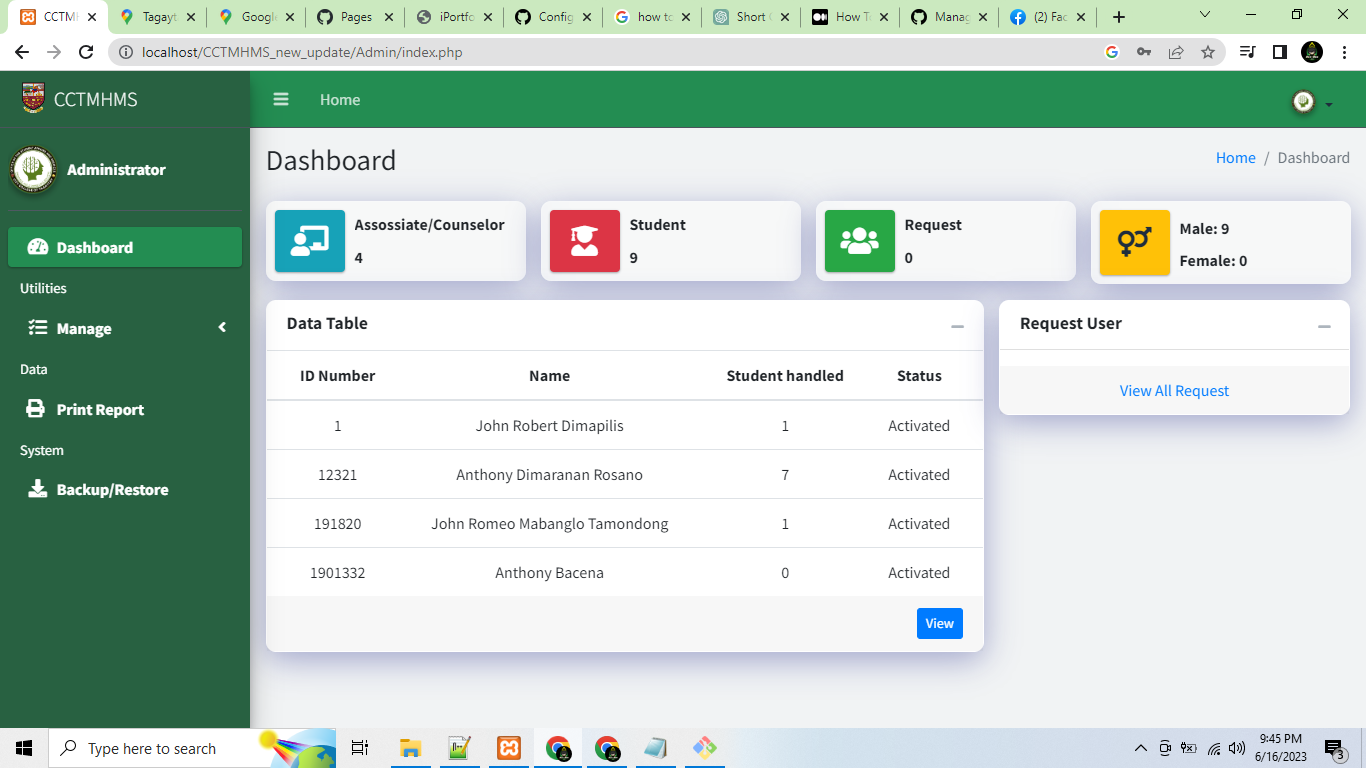 CCTMH
Tagayt
Google
Pages
iPortfo
Config
how to
Short
How T
Manag
(2) Fac
localhost/CCTMHMS_new_update/Admin/index.php
CCTMHMS
Home
Administrator
Dashboard
Utilities
Manage
Data
Print Report
System
Backup/Restore
Dashboard
Home / Dashboard
Assossiate/Counselor
4
Student
9
Request
0
Male: 9
Female: 0
Data Table
ID Number Name Student handled Status
1 John Robert Dimapilis 1 Activated
12321 Anthony Dimaranan Rosano 7 Activated
191820 John Romeo Mabanglo Tamondong 1 Activated
1901332 Anthony Bacena 0 Activated
View
Request User
View All Request
Type here to search
9:45 PM
6/16/2023
3